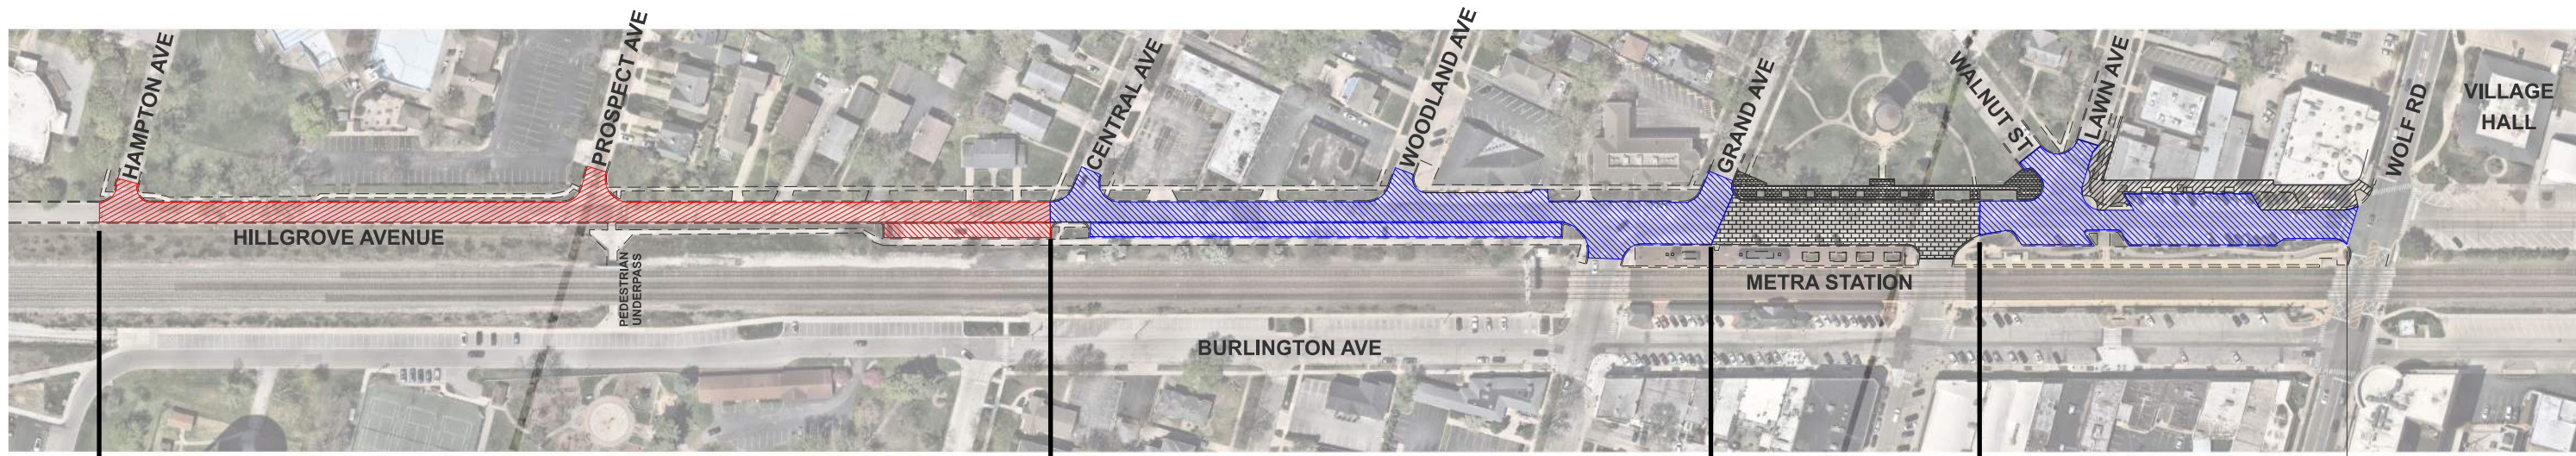 HAMPTON AVE
PROSPECT AVE
CENTRAL AVE
WOODLAND AVE
GRAND AVE
WALNUT ST
LAWN AVE
WOLF RD
VILLAGE
HALL
HILLGROVE AVENUE
PEDESTRIAN
UNDERPASS
METRA STATION
BURLINGTON AVE